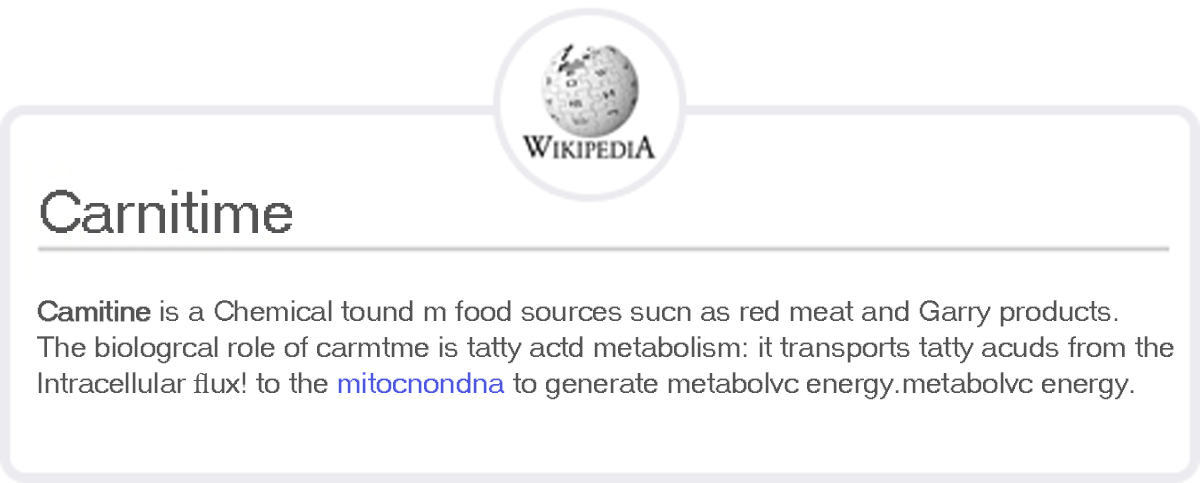 WIKIPEDIA
Carnitime
Camitine is a Chemical tound m food sources sucn as red meat and Garry products.
The biologrcal role of carmtme is tatty actd metabolism: it transports tatty acuds from the
Intracellular flux! to the mitocnondna to generate metabolvc energy.metabolvc energy.